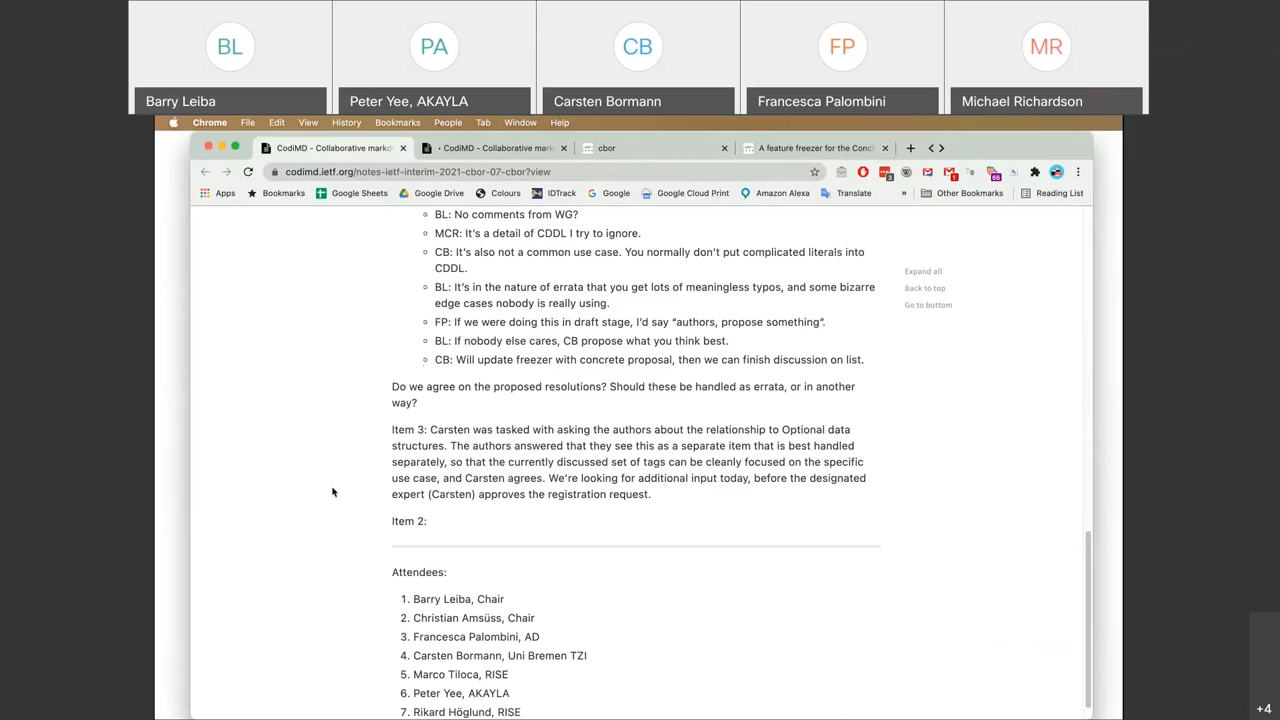 BL
PA
CB
FP
MR
Barry Leiba
Peter Yee, AKAYLA
Carsten Bormann
Francesca Palombini
Michael Richardson
Chrome File Edit View History Bookmarks People Tab Window Help
CodiMD - Collaborative markd
· CodiMD - Collaborative mark
cbor
A feature freezer for the Conci
codimd.ietf.org/notes-ietf-interim-2021-cbor-07-cbor?view
Apps Bookmarks Google Sheets Google Drive Colours IDTrack Google Google Cloud Print Amazon Alexa Translate » Other Bookmarks Reading List
BL: No comments from WG?
MCR: It's a detail of CDDL I try to ignore.
CB: It's also not a common use case. You normally don't put complicated literals into
CDDL.
BL: It's in the nature of errata that you get lots of meaningless typos, and some bizarre
edge cases nobody is really using.
FP: If we were doing this in draft stage, I'd say “authors, propose something”.
BL: If nobody else cares, CB propose what you think best.
CB: Will update freezer with concrete proposal, then we can finish discussion on list.
Expand all
Back to top
Go to bottom
Do we agree on the proposed resolutions? Should these be handled as errata, or in another
way?
Item 3: Carsten was tasked with asking the authors about the relationship to Optional data
structures. The authors answered that they see this as a separate item that is best handled
separately, so that the currently discussed set of tags can be cleanly focused on the specific
use case, and Carsten agrees. We're looking for additional input today, before the designated
expert (Carsten) approves the registration request.
Item 2:
Attendees:
1. Barry Leiba, Chair
2. Christian Amsüss, Chair
3. Francesca Palombini, AD
4. Carsten Bormann, Uni Bremen TZI
5. Marco Tiloca, RISE
6. Peter Yee, AKAYLA
7. Rikard Höglund, RISE
+4